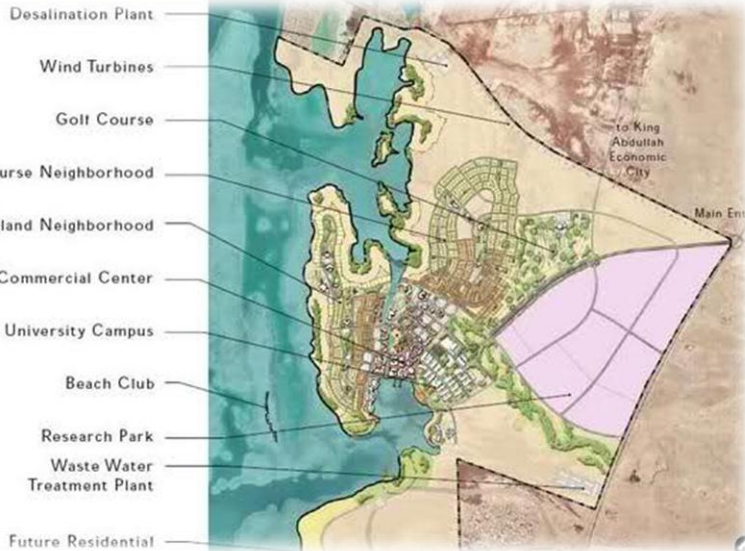 Desalination Plant
Wind Turbines
Golf Course
urse Neighborhood
land Neighborhood
Commercial Center
University Campus
Beach Club
Research Park
Waste Water
Treatment Plant
Future Residential
to King
Abdullah
Economic
City
Main Ent